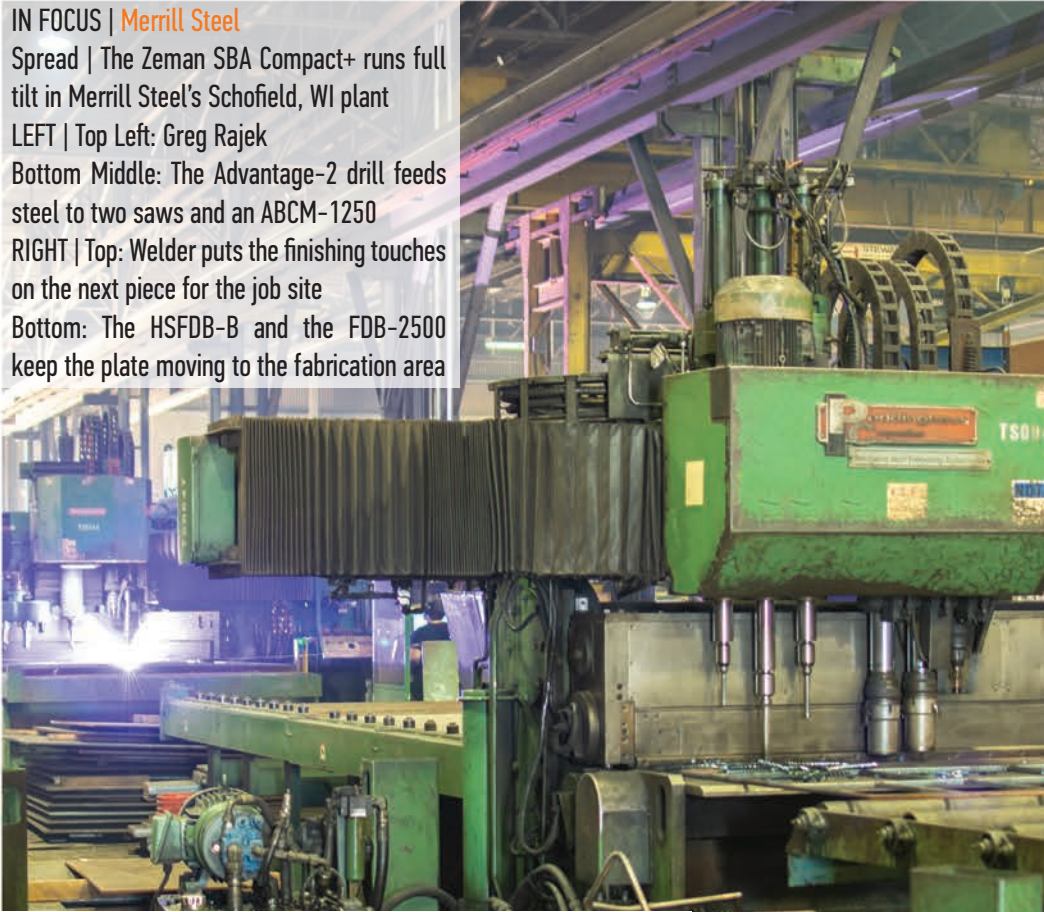 IN FOCUS | Merrill Steel
Spread | The Zeman SBA Compact+ runs full
tilt in Merrill Steel's Schofield, WI plant
LEFT | Top Left: Greg Rajek
Bottom Middle: The Advantage-2 drill feeds
steel to two saws and an ABCM-1250
RIGHT | Top: Welder puts the finishing touches
on the next piece for the job site
Bottom: The HSFDB-B and the FDB-2500
keep the plate moving to the fabrication area